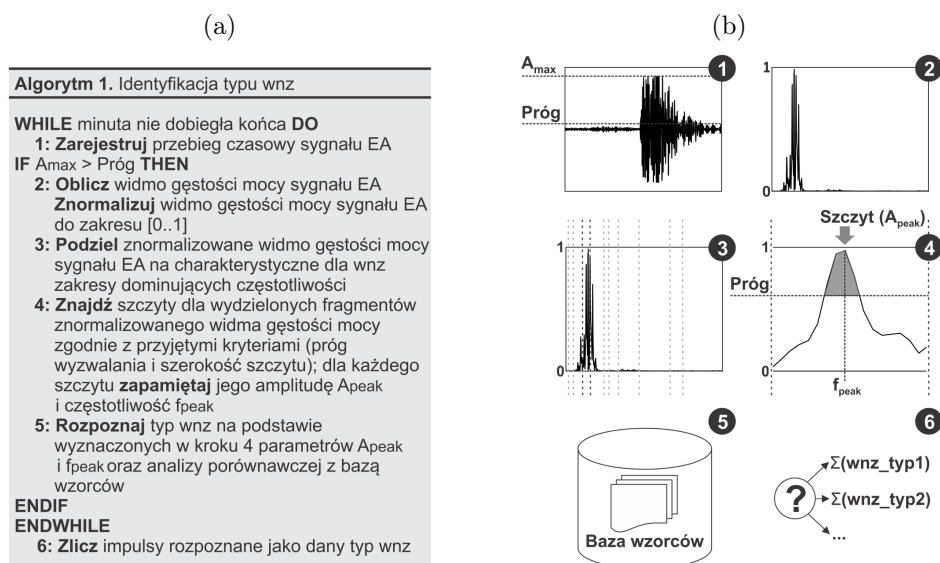 (a)
Algorytm 1. Identyfikacja typu wnz
WHILE minuta nie dobiegła końca DO
1: Zarejestruj przebieg czasowy sygnału EA
IF Amax > Próg THEN
2: Oblicz widmo gęstości mocy sygnału EA
Znormalizuj widmo gęstości mocy sygnału EA
do zakresu [0..1]
3: Podziel znormalizowane widmo gęstości mocy
sygnału EA na charakterystyczne dla wnz
zakresy dominujących częstotliwości
4: Znajdź szczyty dla wydzielonych fragmentów
znormalizowanego widma gęstości mocy
zgodnie z przyjętymi kryteriami (próg
wyzwalania i szerokość szczytu); dla każdego
szczytu zapamiętaj jego amplitudę Apeak
i częstotliwość fpeak
5: Rozpoznaj typ wnz na podstawie
wyznaczonych w kroku 4 parametrów Apeak
i fpeak oraz analizy porównawczej z bazą
wzorców
ENDIF
ENDWHILE
6: Zlicz impulsy rozpoznane jako dany typ wnz
(b)
Amax
Próg
1
1
0
2
1
0
3
Szczyt (Apeak)
1
Próg
0
fpeak
4
5
Baza wzorców
6
?
Σ(wnz_typ1)
Σ(wnz_typ2)
...